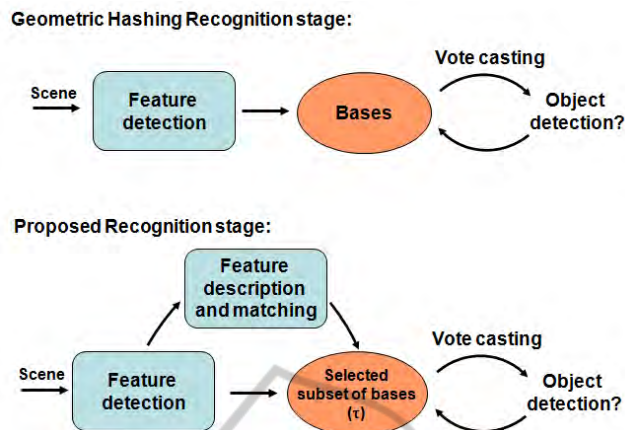 Geometric Hashing Recognition stage:
Vote casting
Scene
Feature
detection
Bases
Object
detection?
Proposed Recognition stage:
Feature
description
and matching
Vote casting
Scene
Feature
detection
Selected
subset of bases
(τ)
Object
detection?